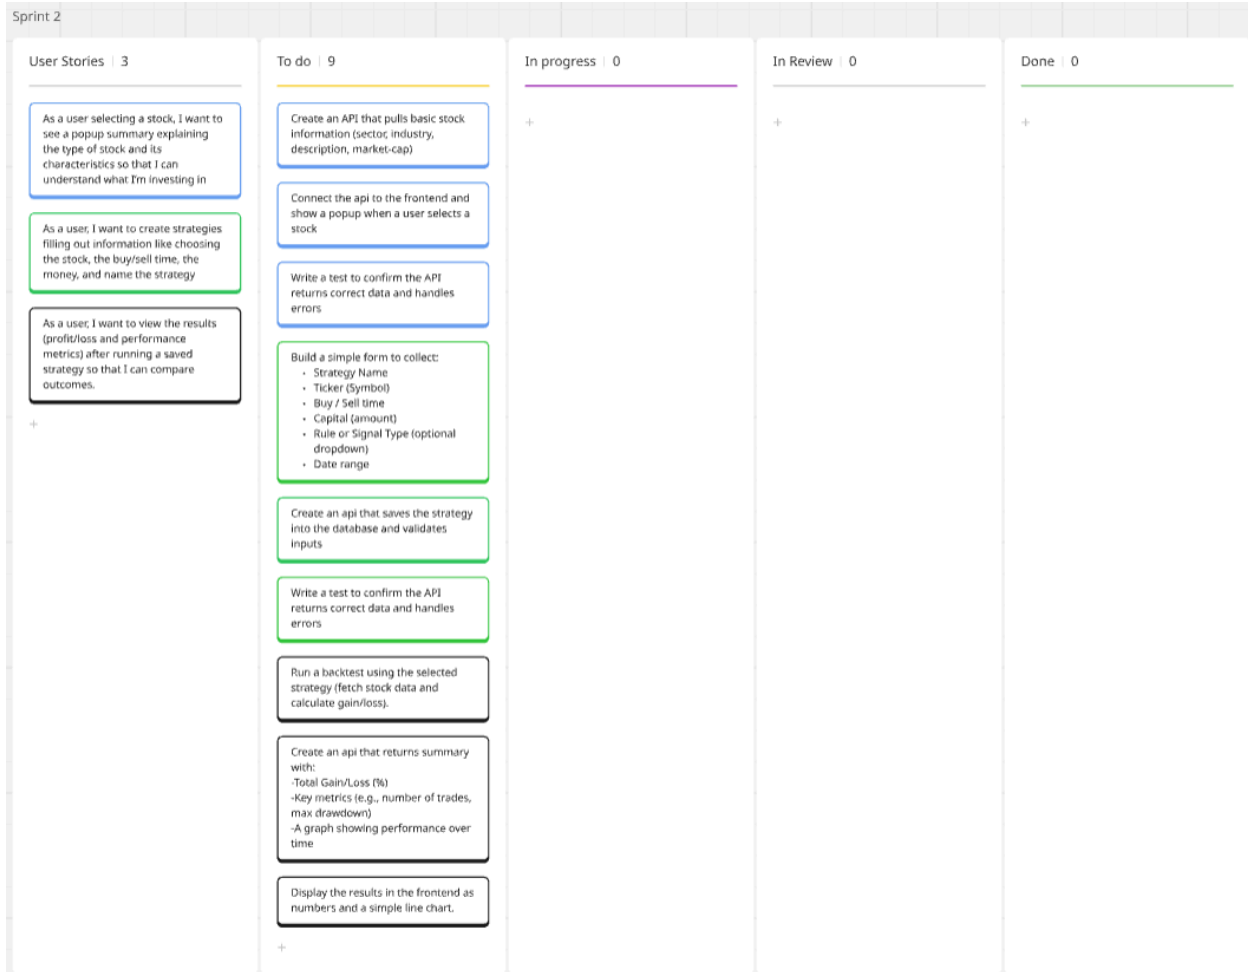 Sprint 2
User Stories | 3
As a user selecting a stock, I want to
see a popup summary explaining
the type of stock and its
characteristics so that I can
understand what I'm investing in
As a user, I want to create strategies
filling out information like choosing
the stock, the buy/sell time, the
money, and name the strategy
As a user, I want to view the results
(profit/loss and performance
metrics) after running a saved
strategy so that I can compare
outcomes.
+
To do | 9
Create an API that pulls basic stock
information (sector, industry,
description, market-cap)
Connect the api to the frontend and
show a popup when a user selects a
stock
Write a test to confirm the API
returns correct data and handles
errors
Build a simple form to collect:
• Strategy Name
• Ticker (Symbol)
• Buy / Sell time
• Capital (amount)
• Rule or Signal Type (optional
dropdown)
• Date range
Create an api that saves the strategy
into the database and validates
inputs
Write a test to confirm the API
returns correct data and handles
errors
Run a backtest using the selected
strategy (fetch stock data and
calculate gain/loss).
Create an api that returns summary
with:
-Total Gain/Loss (%)
-Key metrics (e.g., number of trades,
max drawdown)
-A graph showing performance over
time
Display the results in the frontend as
numbers and a simple line chart.
+
In progress | 0
+
In Review | 0
+
Done | 0
+